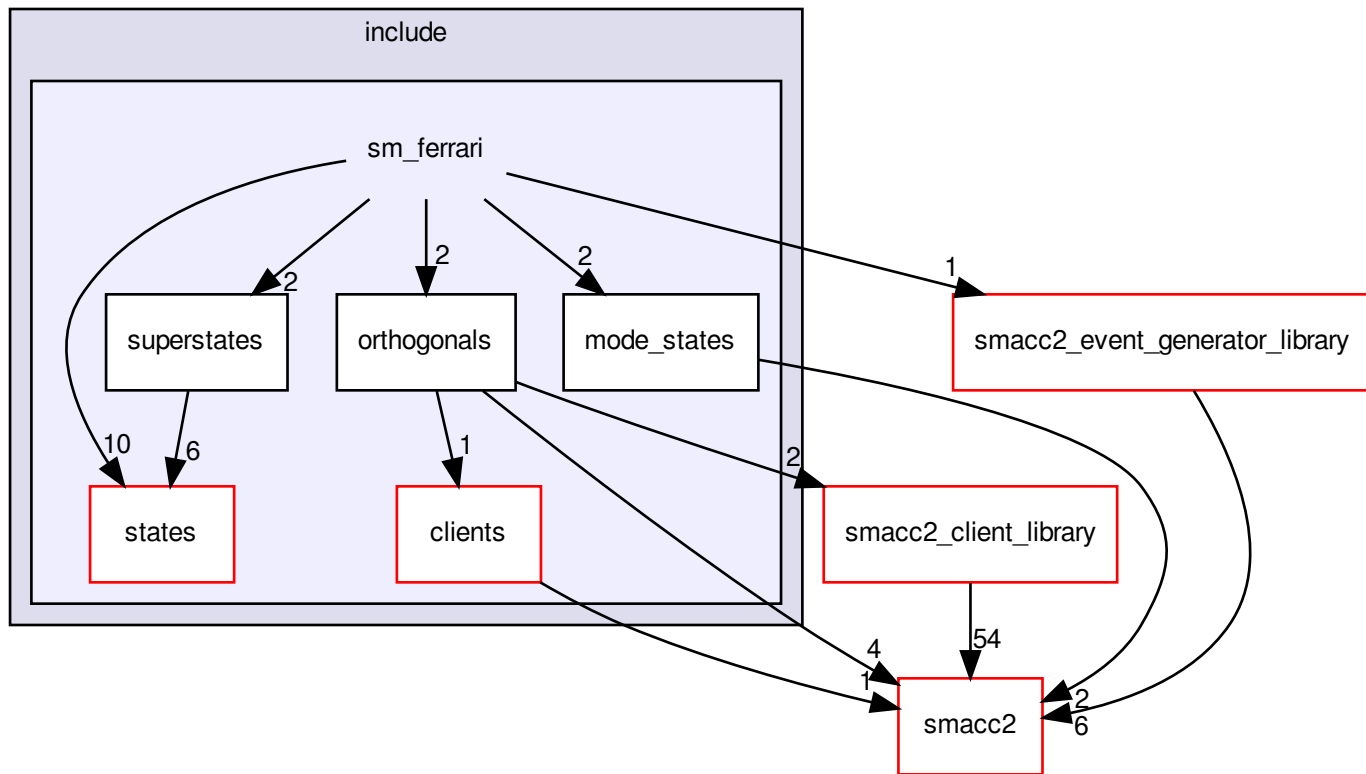 include
sm_ferrari
2
2
2
1
superstates
orthogonals
mode_states
smacc2_event_generator_library
10
6
1
2
states
clients
smacc2_client_library
4
54
1
2
6
smacc2